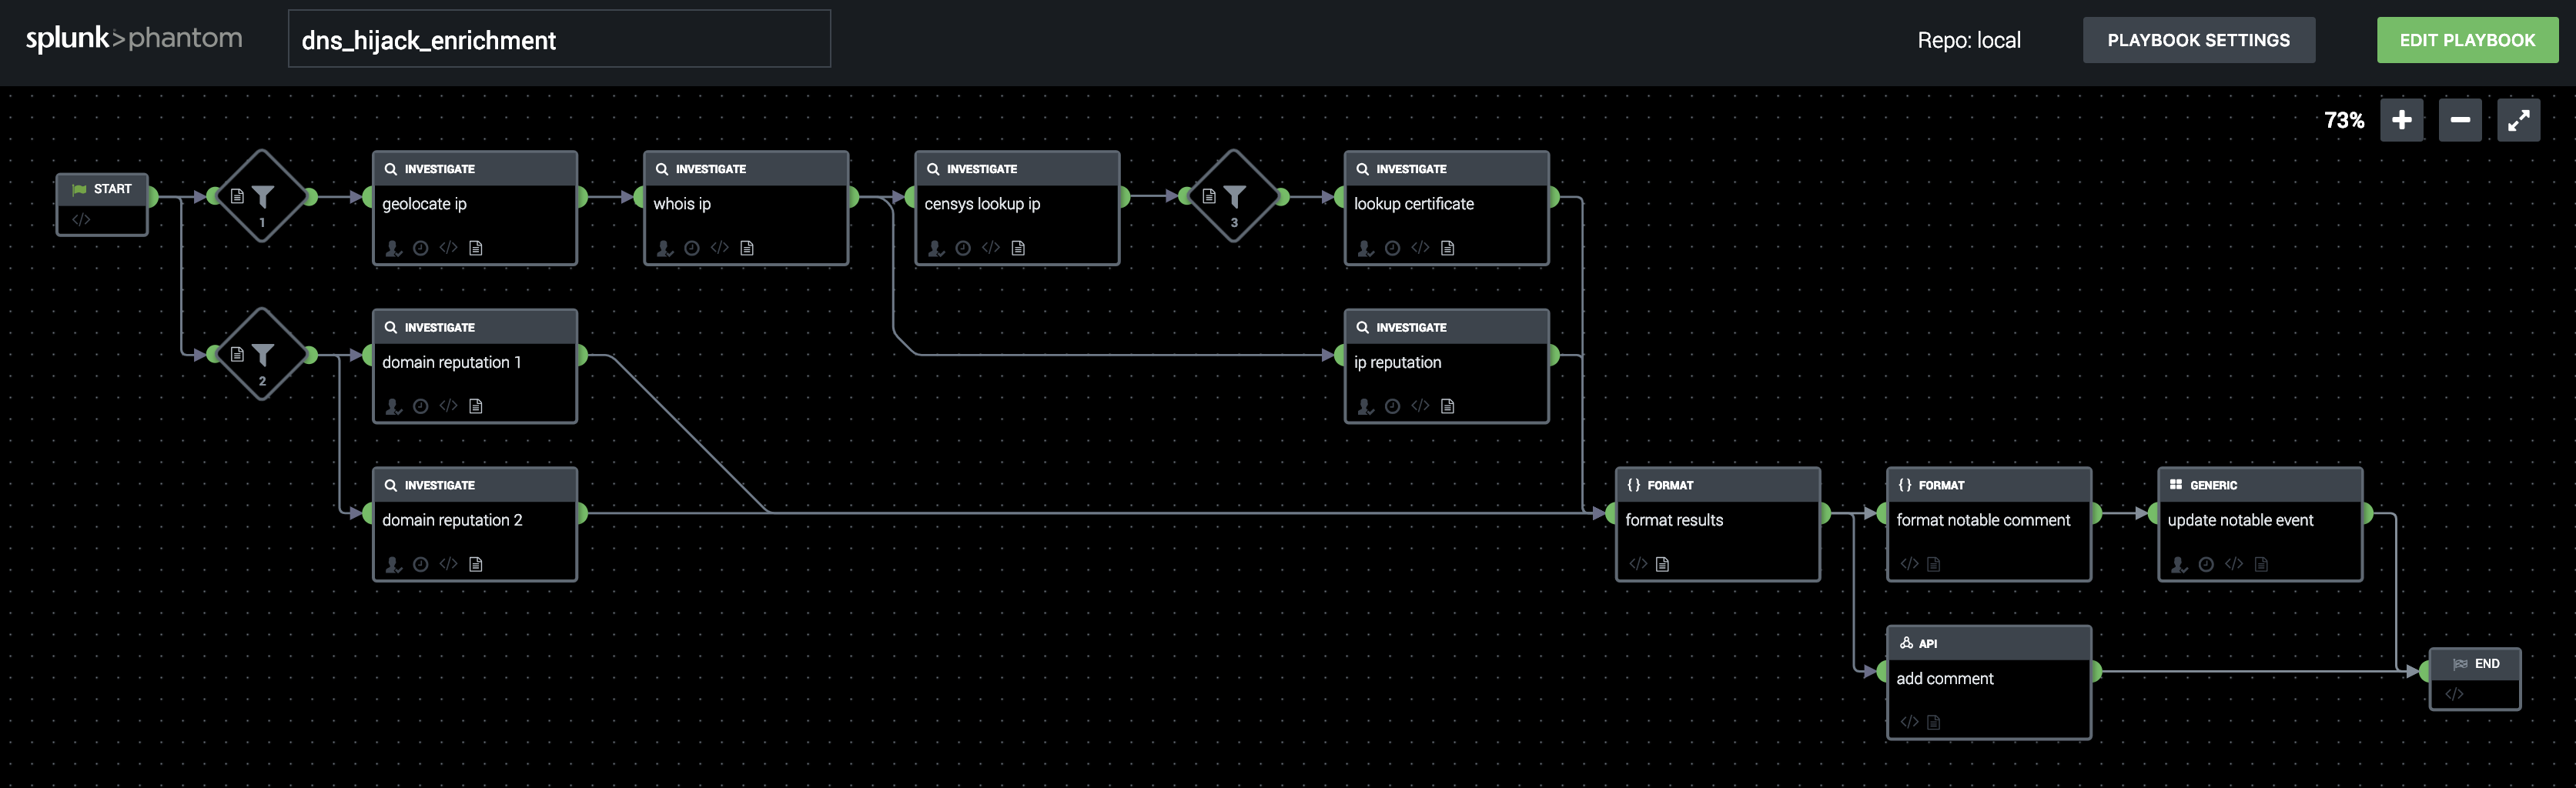 splunk>phantom
dns_hijack_enrichment
Repo: local
PLAYBOOK SETTINGS
EDIT PLAYBOOK
73%
START
1
INVESTIGATE
geolocate ip
INVESTIGATE
whois ip
INVESTIGATE
censys lookup ip
3
INVESTIGATE
lookup certificate
2
INVESTIGATE
domain reputation 1
INVESTIGATE
ip reputation
INVESTIGATE
domain reputation 2
FORMAT
format results
FORMAT
format notable comment
GENERIC
update notable event
API
add comment
END